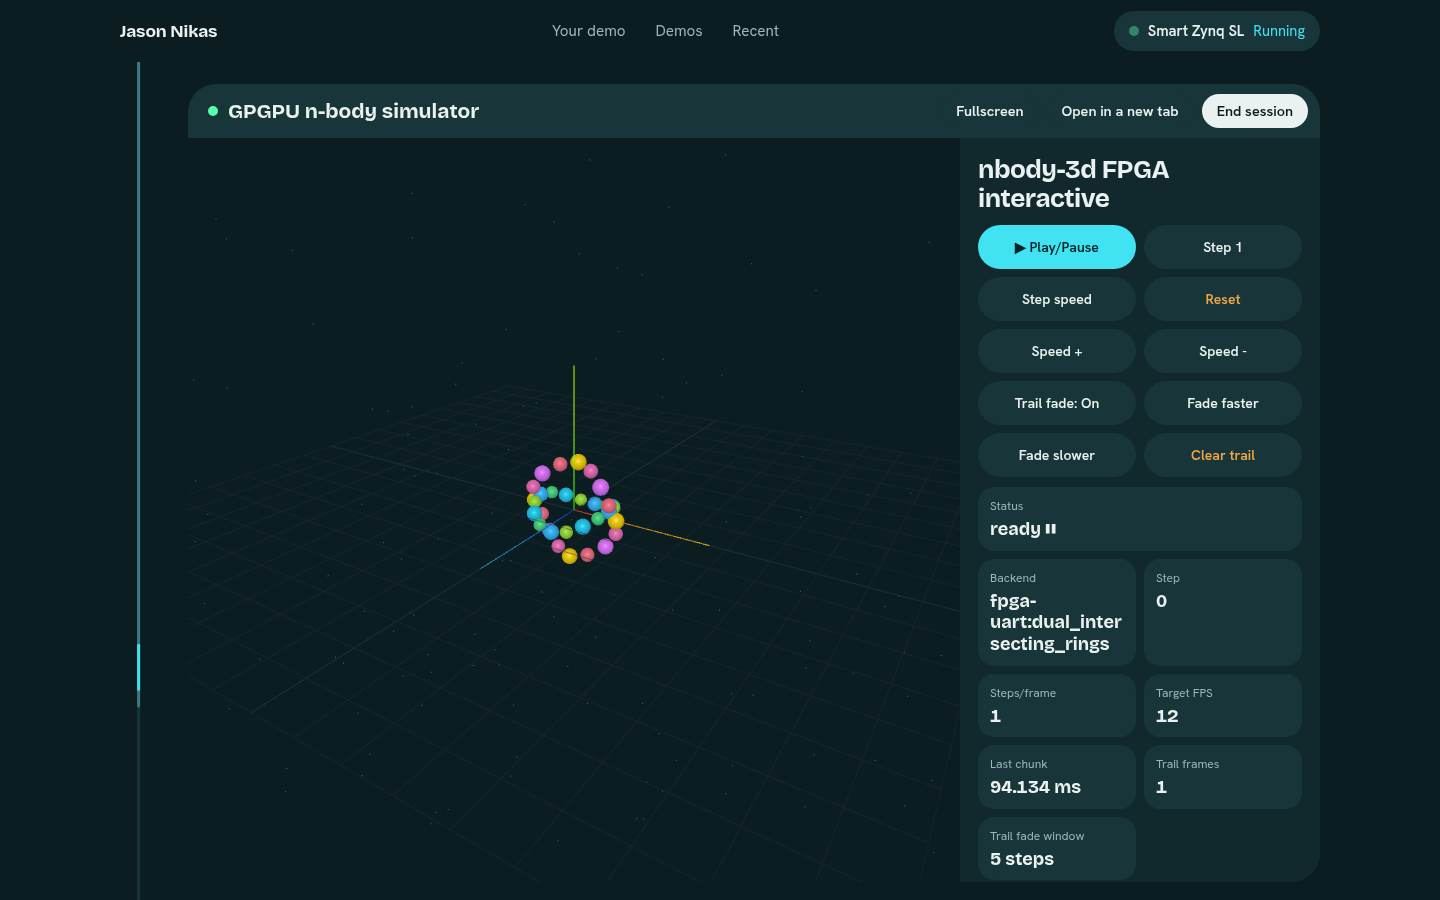 Jason Nikas
Your demo
Demos
Recent
Smart Zynq SL Running
GPGPU n-body simulator
Fullscreen
Open in a new tab
End session
nbody-3d FPGA
interactive
▶ Play/Pause
Step 1
Step speed
Reset
Speed +
Speed -
Trail fade: On
Fade faster
Fade slower
Clear trail
Status
ready ⏸
Backend
fpga-
uart:dual_inter
secting_rings
Step
0
Steps/frame
1
Target FPS
12
Last chunk
94.134 ms
Trail frames
1
Trail fade window
5 steps